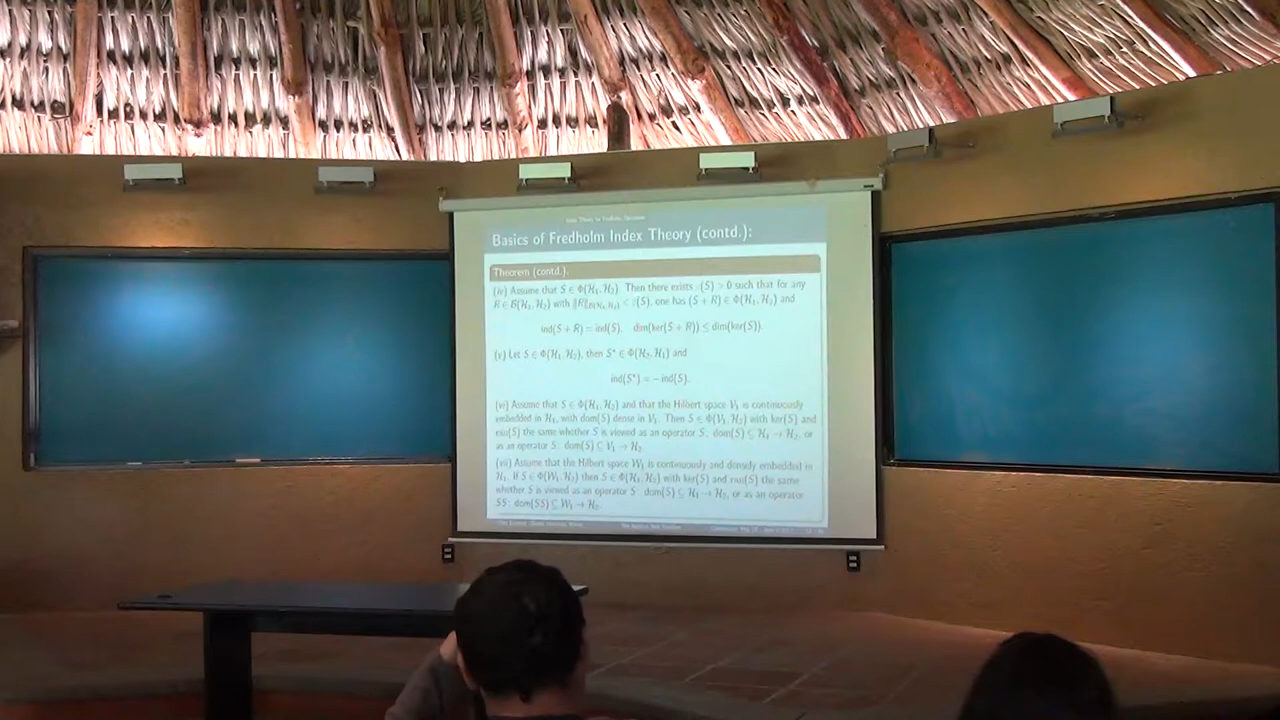 Index Theory for Fredholm Operators
Basics of Fredholm Index Theory (contd.):
Theorem (contd.).
(iv) Assume that S ∈ Φ(H₁, H₂). Then there exists ε(S) > 0 such that for any
R ∈ B(H₁, H₂) with ‖R‖B(H₁,H₂) < ε(S), one has (S + R) ∈ Φ(H₁, H₂) and
ind(S + R) = ind(S), dim(ker(S + R)) ≤ dim(ker(S)).
(v) Let S ∈ Φ(H₁, H₂), then S* ∈ Φ(H₂, H₁) and
ind(S*) = −ind(S).
(vi) Assume that S ∈ Φ(H₁, H₂) and that the Hilbert space V₁ is continuously
embedded in H₁, with dom(S) dense in V₁. Then S ∈ Φ(V₁, H₂) with ker(S) and
ran(S) the same whether S is viewed as an operator S: dom(S) ⊆ H₁ → H₂, or
as an operator S: dom(S) ⊆ V₁ → H₂.
(vii) Assume that the Hilbert space W₁ is continuously and densely embedded in
H₁. If S ∈ Φ(W₁, H₂) then S ∈ Φ(H₁, H₂) with ker(S) and ran(S) the same
whether S is viewed as an operator S: dom(S) ⊆ H₁ → H₂, or as an operator
SS: dom(SS) ⊆ W₁ → H₂.